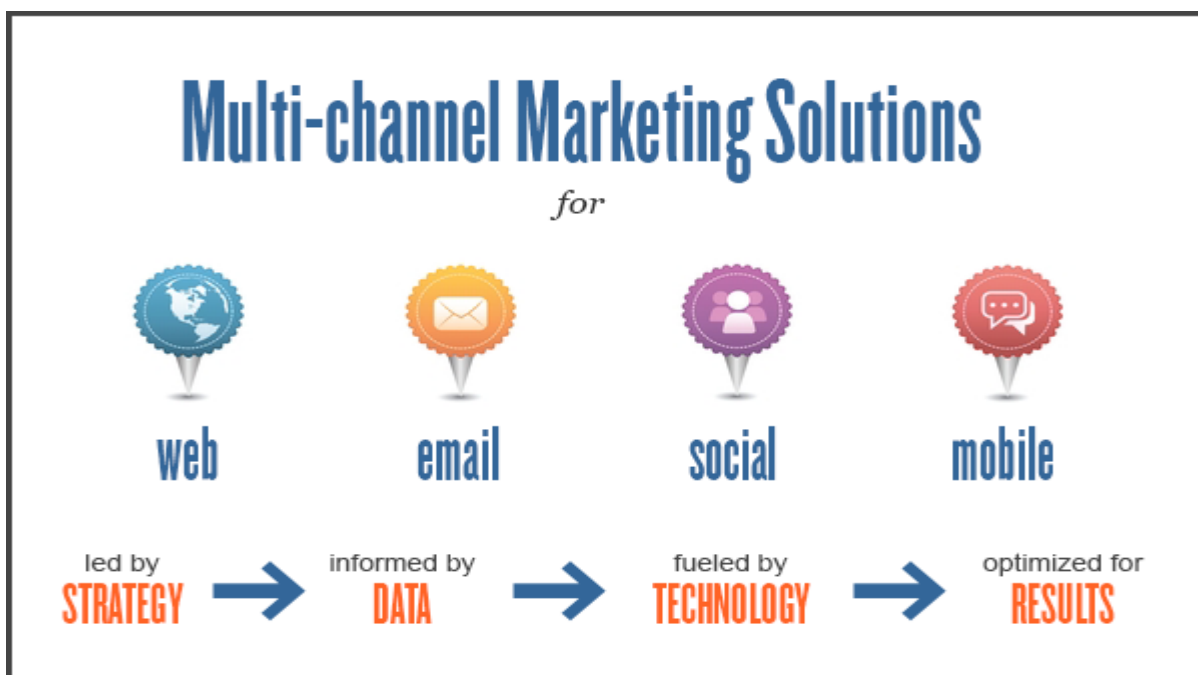 Multi-channel Marketing Solutions
for
web email social mobile
led by informed by fueled by optimized for
STRATEGY DATA TECHNOLOGY RESULTS